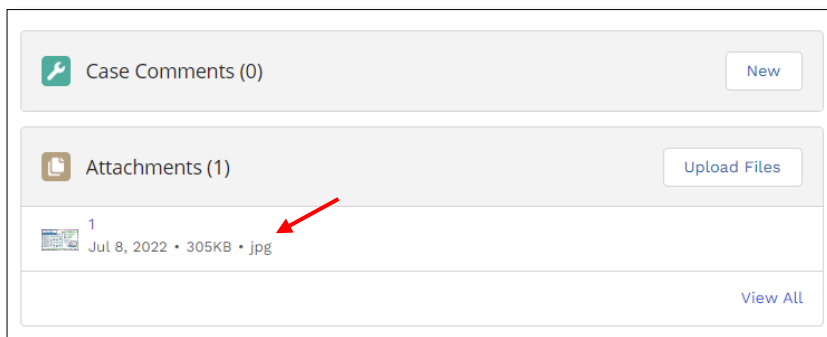 Case Comments (0)
New
Attachments (1)
Upload Files
1
Jul 8, 2022 • 305KB • jpg
View All